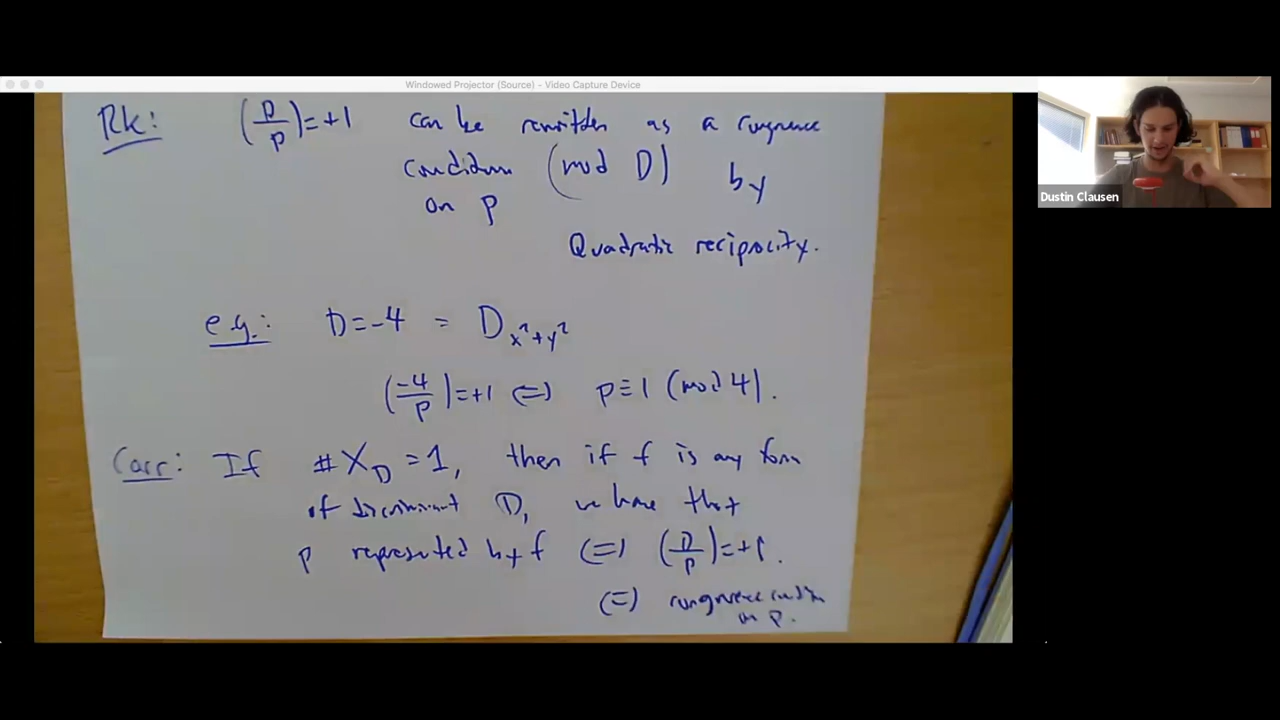 Windowed Projector (Source) - Video Capture Device
Rk: (D/p)=+1 can be rewritten as a congruence
condition (mod D) by
on p
Quadratic reciprocity.
Dustin Clausen
e.g.: D=-4 = D_{x²+y²}
(-4/p)=+1 ⇔ p≡1 (mod 4).
Corr: If #X_D=1, then if f is any form
of discriminant D, we have that
p represented by f ⇔ (D/p)=+1.
⇔ congruence cond'n
on p.